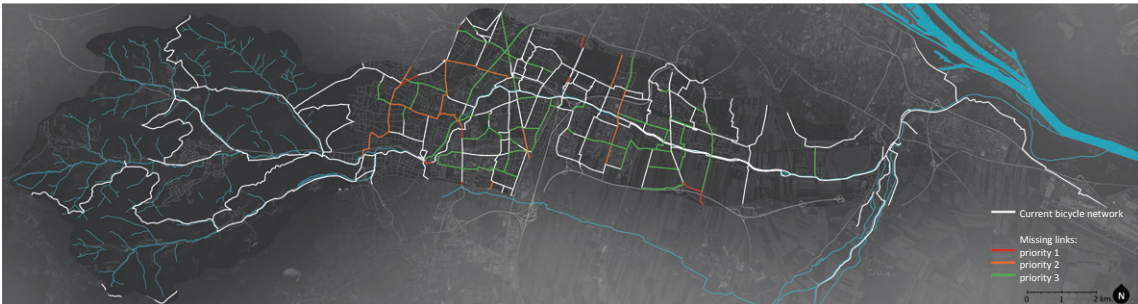 Current bicycle network
Missing links:
priority 1
priority 2
priority 3
0 1 2 km
N